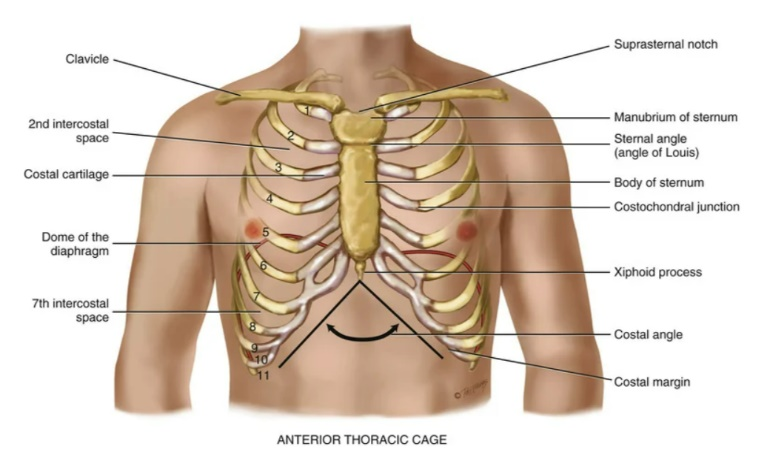 Clavicle
2nd intercostal
space
Costal cartilage
Dome of the
diaphragm
7th intercostal
space
1
2
3
4
5
6
7
8
9
10
11
Suprasternal notch
Manubrium of sternum
Sternal angle
(angle of Louis)
Body of sternum
Costochondral junction
Xiphoid process
Costal angle
Costal margin
ANTERIOR THORACIC CAGE